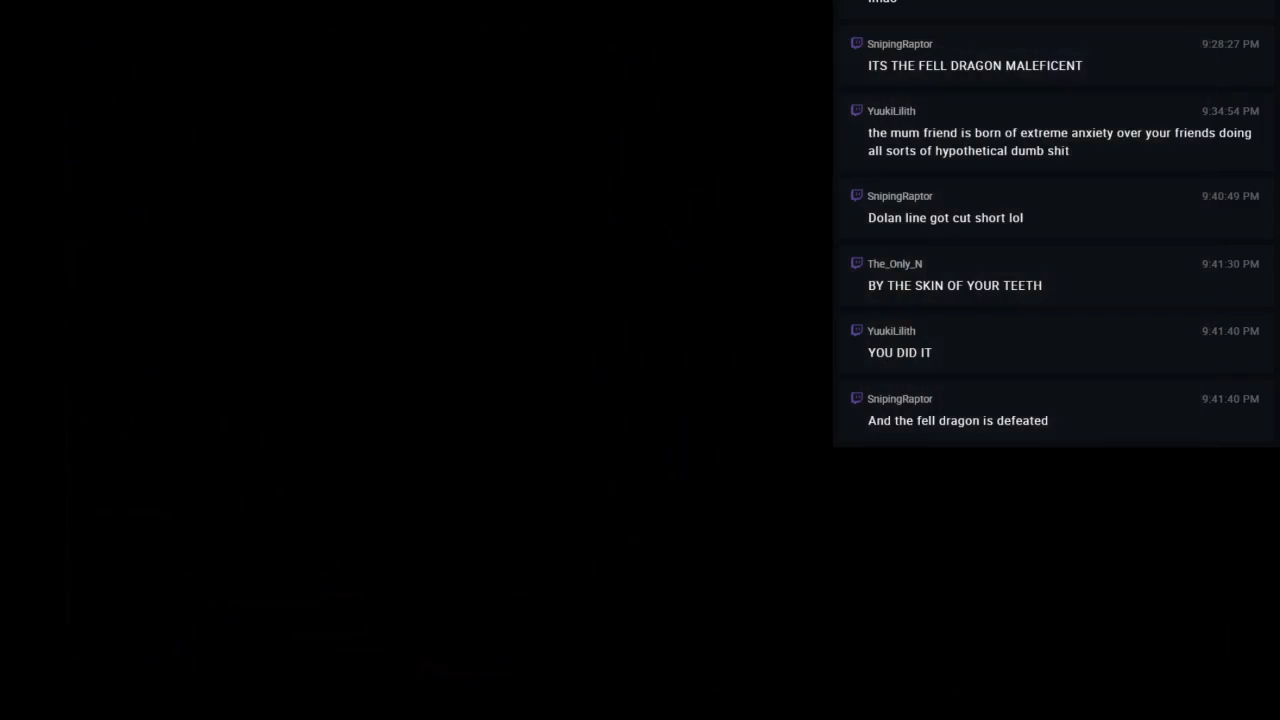 SnipingRaptor 9:28:27 PM
ITS THE FELL DRAGON MALEFICENT
YuukiLilith 9:34:54 PM
the mum friend is born of extreme anxiety over your friends doing
all sorts of hypothetical dumb shit
SnipingRaptor 9:40:49 PM
Dolan line got cut short lol
The_Only_N 9:41:30 PM
BY THE SKIN OF YOUR TEETH
YuukiLilith 9:41:40 PM
YOU DID IT
SnipingRaptor 9:41:40 PM
And the fell dragon is defeated